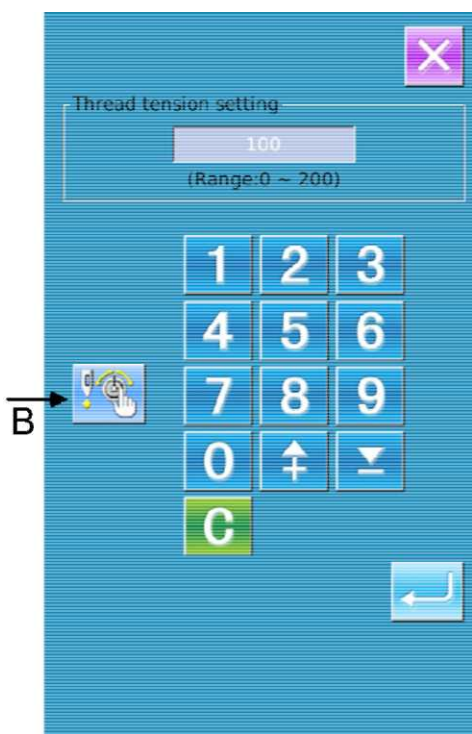 Thread tension setting
100
(Range:0 ~ 200)
1 2 3
4 5 6
B
7 8 9
0
C